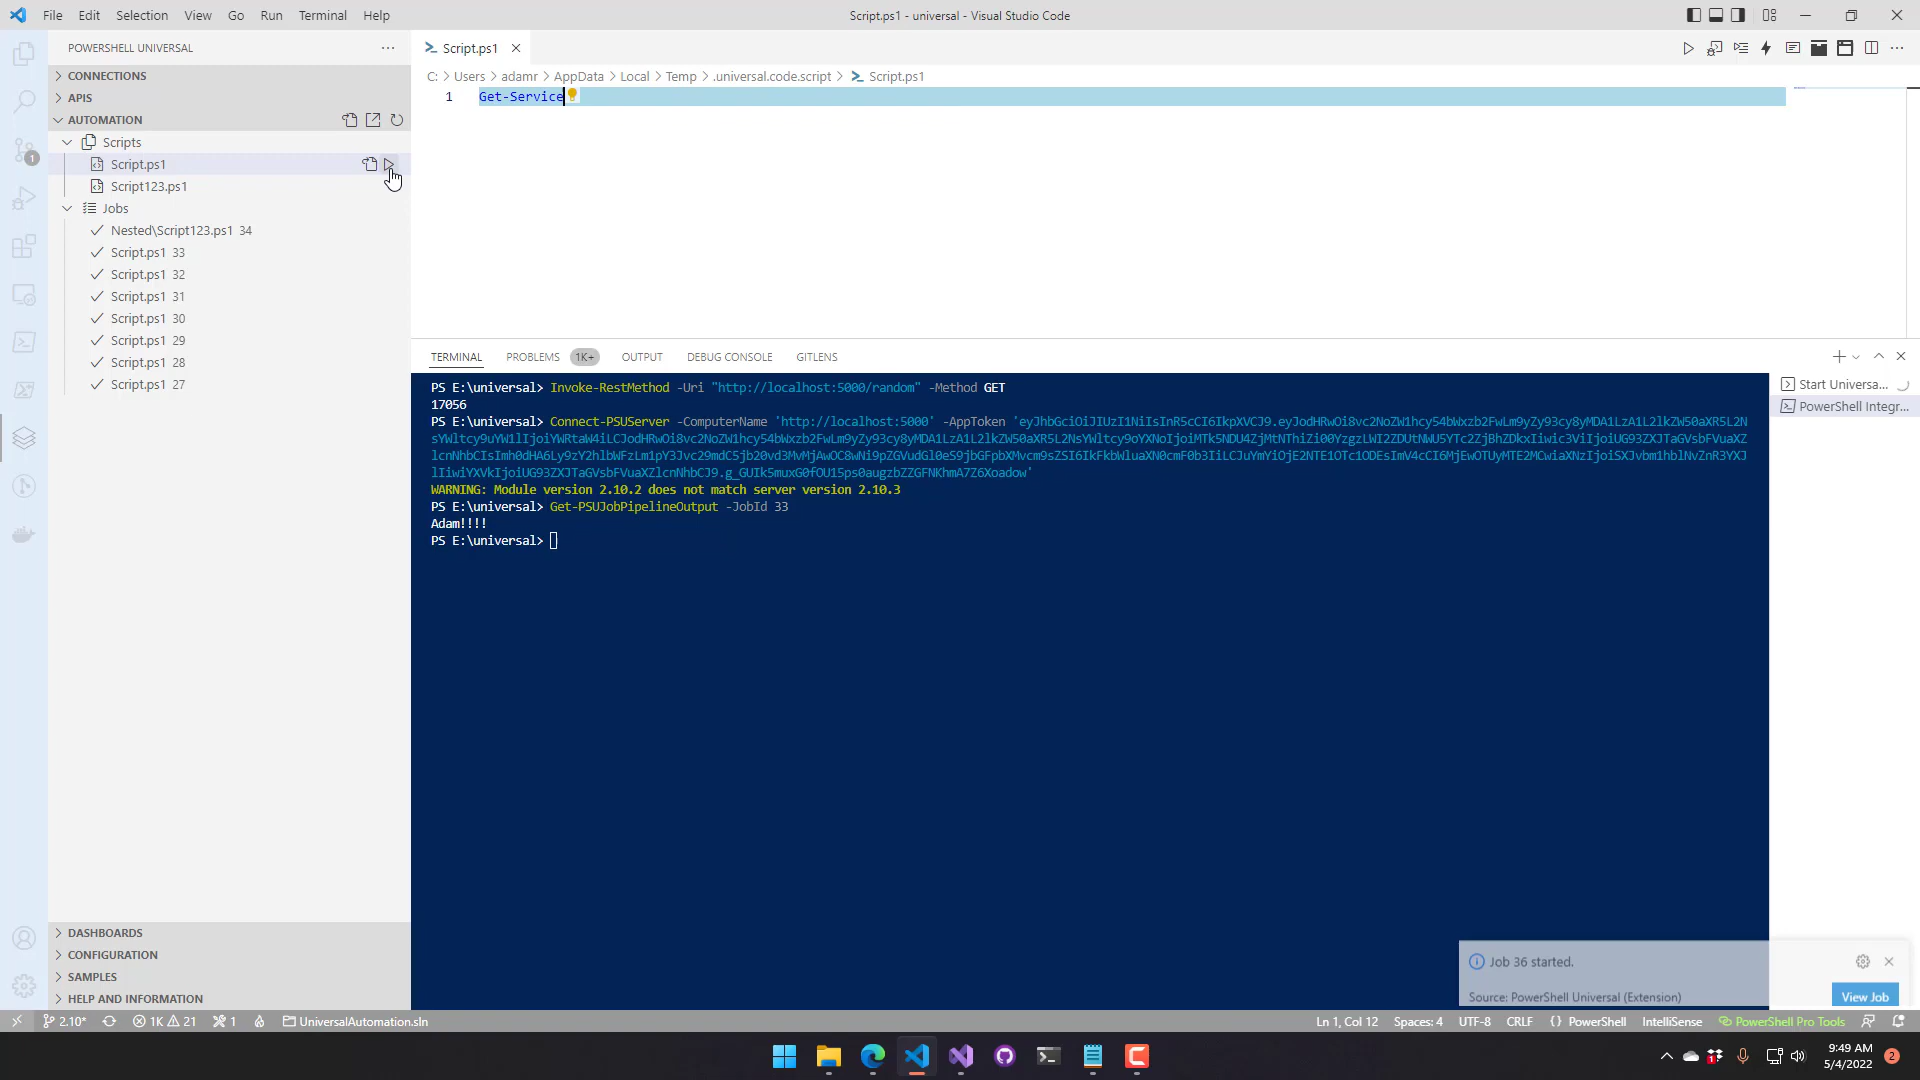 File Edit Selection View Go Run Terminal Help
Script.ps1 - universal - Visual Studio Code
POWERSHELL UNIVERSAL
CONNECTIONS
APIS
AUTOMATION
Scripts
Script.ps1
Script123.ps1
Jobs
Nested\Script123.ps1 34
Script.ps1 33
Script.ps1 32
Script.ps1 31
Script.ps1 30
Script.ps1 29
Script.ps1 28
Script.ps1 27
DASHBOARDS
CONFIGURATION
SAMPLES
HELP AND INFORMATION
1
Script.ps1
C: > Users > adamr > AppData > Local > Temp > .universal.code.script > Script.ps1
1 Get-Service
TERMINAL PROBLEMS 1K+ OUTPUT DEBUG CONSOLE GITLENS
PS E:\universal> Invoke-RestMethod -Uri "http://localhost:5000/random" -Method GET
17056
PS E:\universal> Connect-PSUServer -ComputerName 'http://localhost:5000' -AppToken
WARNING: Module version 2.10.2 does not match server version 2.10.3
PS E:\universal> Get-PSUJobPipelineOutput -JobId 33
Adam!!!!
PS E:\universal>
Start Universa...
PowerShell Integr...
Job 36 started.
Source: PowerShell Universal (Extension)
View Job
2.10* 1K 21 1 UniversalAutomation.sln
Ln 1, Col 12 Spaces: 4 UTF-8 CRLF {} PowerShell IntelliSense PowerShell Pro Tools
1
9:49 AM
5/4/2022
2